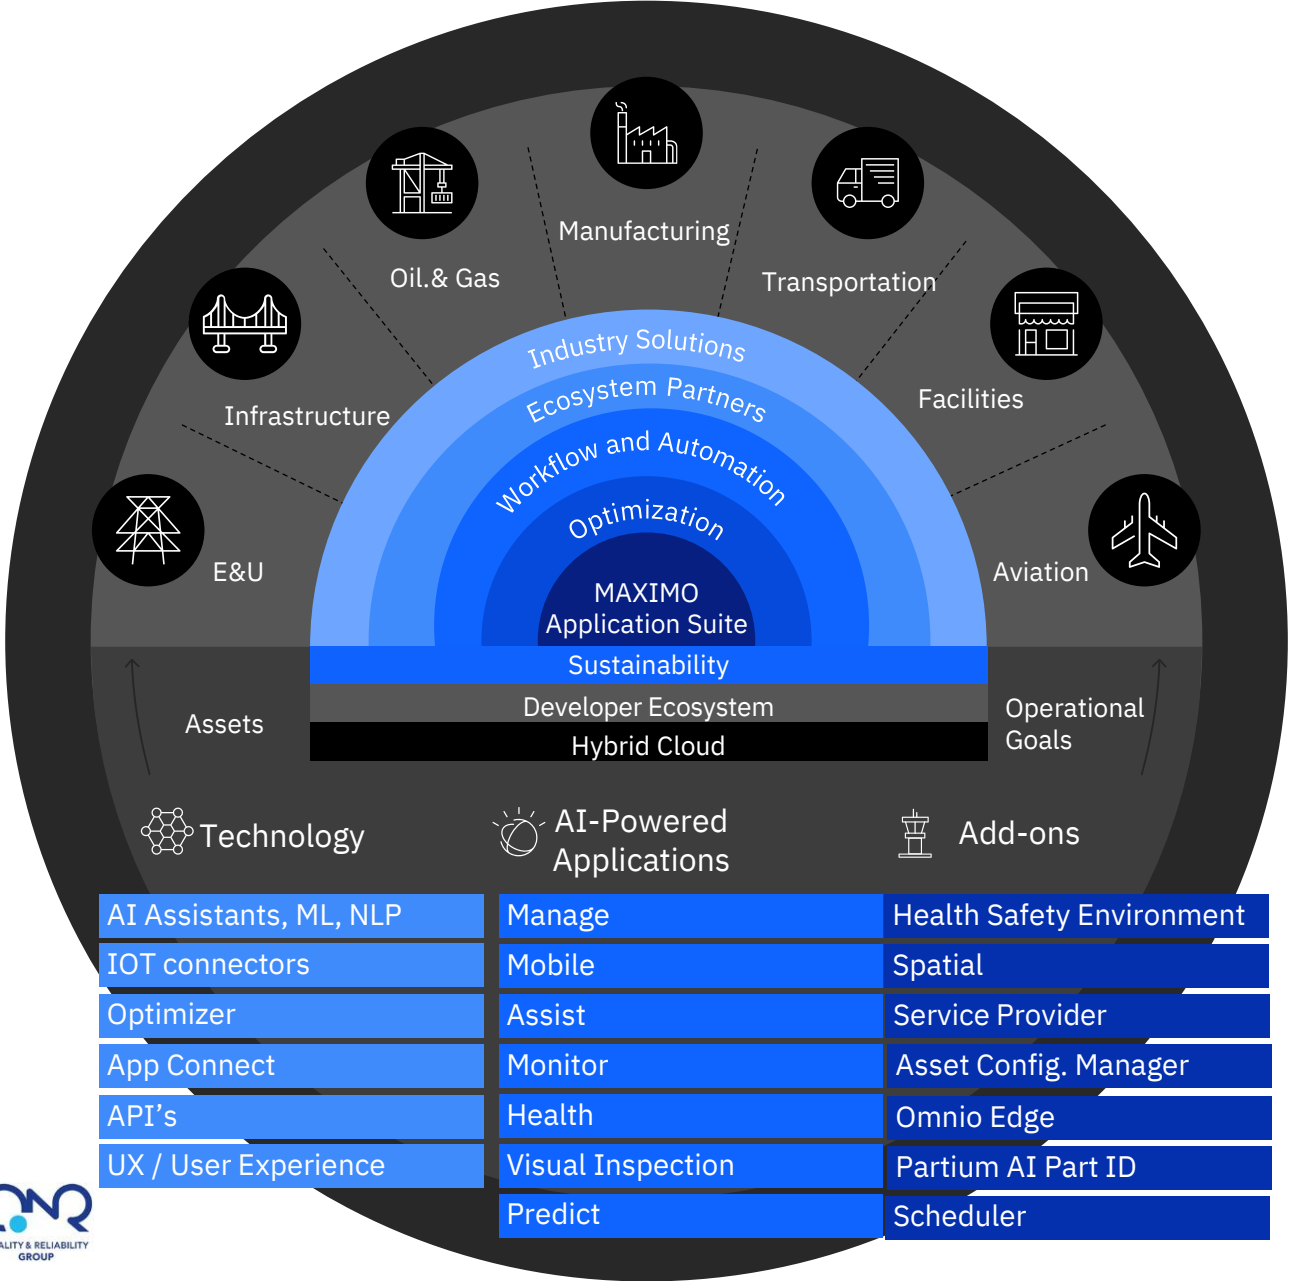 Manufacturing
Oil.& Gas
Transportation
Infrastructure
Facilities
E&U
Aviation
Industry Solutions
Ecosystem Partners
Workflow and Automation
Optimization
MAXIMO
Application Suite
Sustainability
Developer Ecosystem
Hybrid Cloud
Assets
Operational
Goals
Technology
AI-Powered
Applications
Add-ons
AI Assistants, ML, NLP
IOT connectors
Optimizer
App Connect
API’s
UX / User Experience
Manage
Mobile
Assist
Monitor
Health
Visual Inspection
Predict
Health Safety Environment
Spatial
Service Provider
Asset Config. Manager
Omnio Edge
Partium AI Part ID
Scheduler
ALITY & RELIABILITY
GROUP